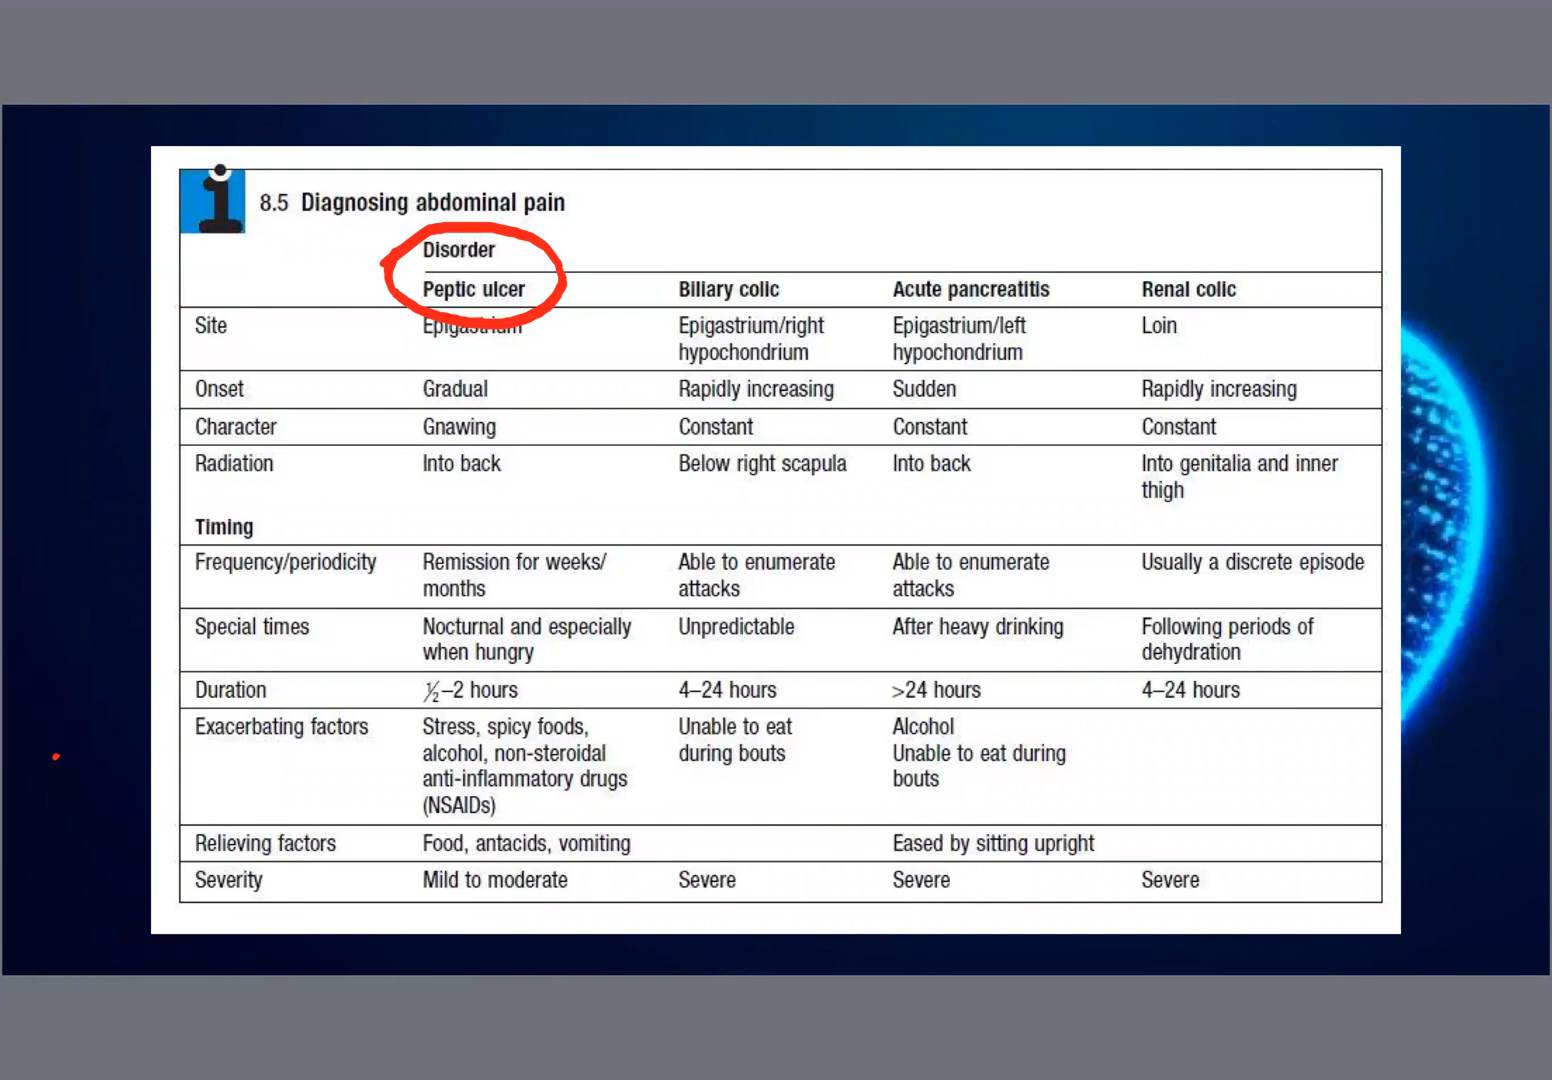 8.5 Diagnosing abdominal pain
Disorder
Peptic ulcer Biliary colic Acute pancreatitis Renal colic
Site Epigastrium Epigastrium/right Epigastrium/left Loin
hypochondrium hypochondrium
Onset Gradual Rapidly increasing Sudden Rapidly increasing
Character Gnawing Constant Constant Constant
Radiation Into back Below right scapula Into back Into genitalia and inner
thigh
Timing
Frequency/periodicity Remission for weeks/ Able to enumerate Able to enumerate Usually a discrete episode
months attacks attacks
Special times Nocturnal and especially Unpredictable After heavy drinking Following periods of
when hungry dehydration
Duration ½–2 hours 4–24 hours >24 hours 4–24 hours
Exacerbating factors Stress, spicy foods, Unable to eat Alcohol
alcohol, non-steroidal during bouts Unable to eat during
anti-inflammatory drugs bouts
(NSAIDs)
Relieving factors Food, antacids, vomiting Eased by sitting upright
Severity Mild to moderate Severe Severe Severe